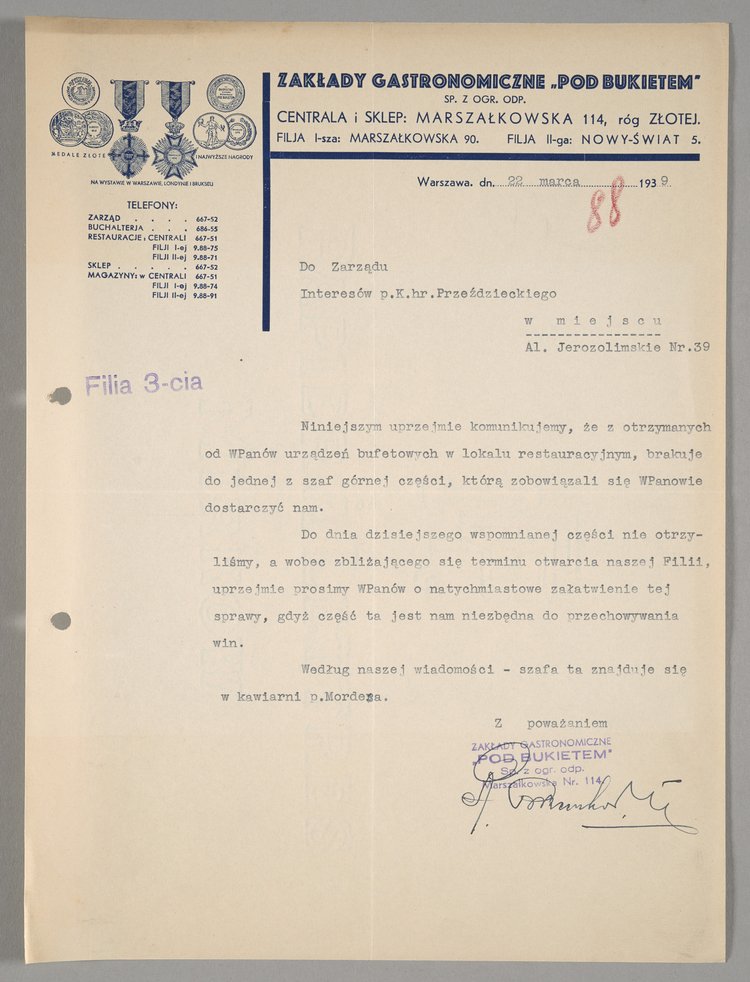 ZAKŁADY GASTRONOMICZNE „POD BUKIETEM"
SP. Z OGR. ODP.
CENTRALA i SKLEP: MARSZAŁKOWSKA 114, róg ZŁOTEJ.
FILJA I-sza: MARSZAŁKOWSKA 90. FILJA II-ga: NOWY-ŚWIAT 5.
MEDALE ZŁOTE I NAJWYŻSZE NAGRODY
NA WYSTAWIE W WARSZAWIE, LONDYNIE I BRUKSELI
TELEFONY:
ZARZĄD . . . . 667-52
BUCHALTERJA . . . 686-55
RESTAURACJE: CENTRALI 667-51
FILJI I-ej 9.88-75
FILJI II-ej 9.88-71
SKLEP . . . . . 667-52
MAGAZYNY: w CENTRALI 667-51
FILJI I-ej 9.88-74
FILJI II-ej 9.88-91
Warszawa. dn. 22 marca 1939.
88
Do Zarządu
Interesów p.K.hr.Przeździeckiego
w miejscu
Al. Jerozolimskie Nr.39
Filia 3-cia
Niniejszym uprzejmie komunikujemy, że z otrzymanych
od WPanów urządzeń bufetowych w lokalu restauracyjnym, brakuje
do jednej z szaf górnej części, którą zobowiązali się WPanowie
dostarczyć nam.
Do dnia dzisiejszego wspomnianej części nie otrzy-
liśmy, a wobec zbliżającego się terminu otwarcia naszej Filii,
uprzejmie prosimy WPanów o natychmiastowe załatwienie tej
sprawy, gdyż część ta jest nam niezbędna do przechowywania
win.
Według naszej wiadomości - szafa ta znajduje się
w kawiarni p.Mordeza.
Z poważaniem
ZAKŁADY GASTRONOMICZNE
„POD BUKIETEM"
Sp. z ogr. odp.
Marszałkowska Nr. 114